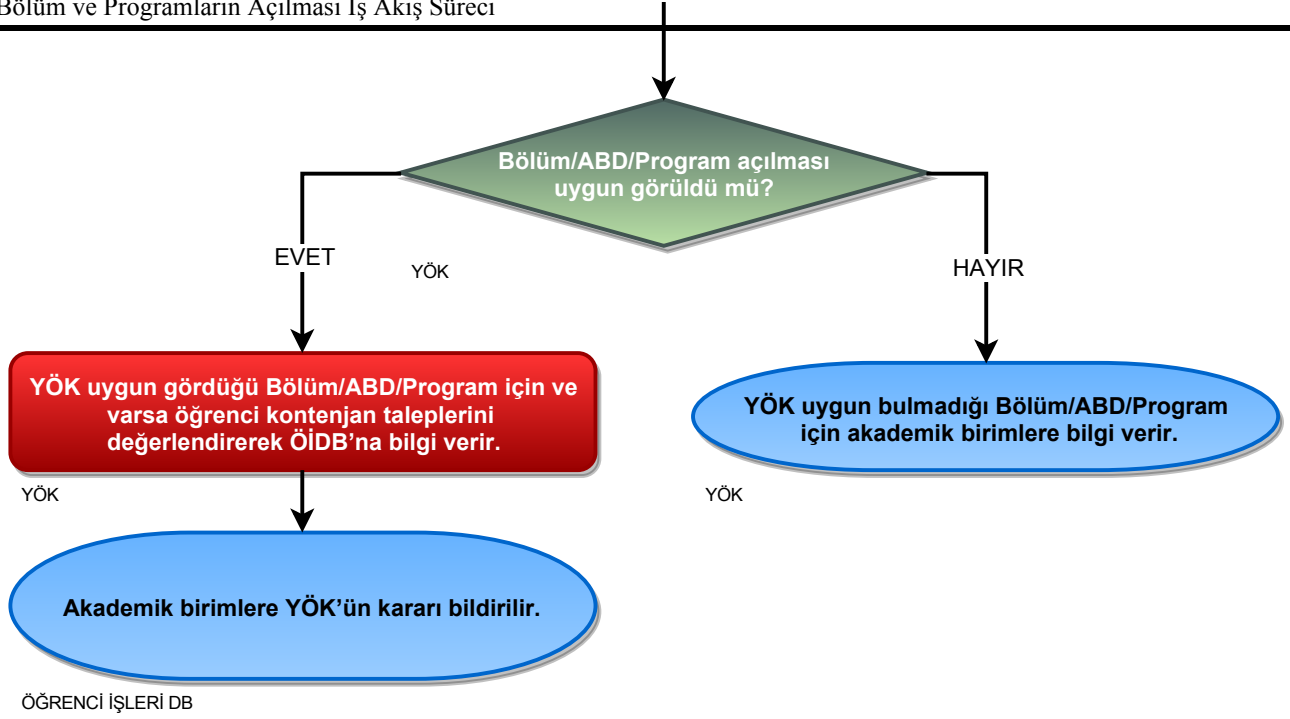 Bölüm ve Programların Açılması İş Akış Süreci
Bölüm/ABD/Program açılması
uygun görüldü mü?
EVET
YÖK
HAYIR
YÖK uygun gördüğü Bölüm/ABD/Program için ve
varsa öğrenci kontenjan taleplerini
değerlendirerek ÖİDB’na bilgi verir.
YÖK
YÖK uygun bulmadığı Bölüm/ABD/Program
için akademik birimlere bilgi verir.
YÖK
Akademik birimlere YÖK’ün kararı bildirilir.
ÖĞRENCİ İŞLERİ DB